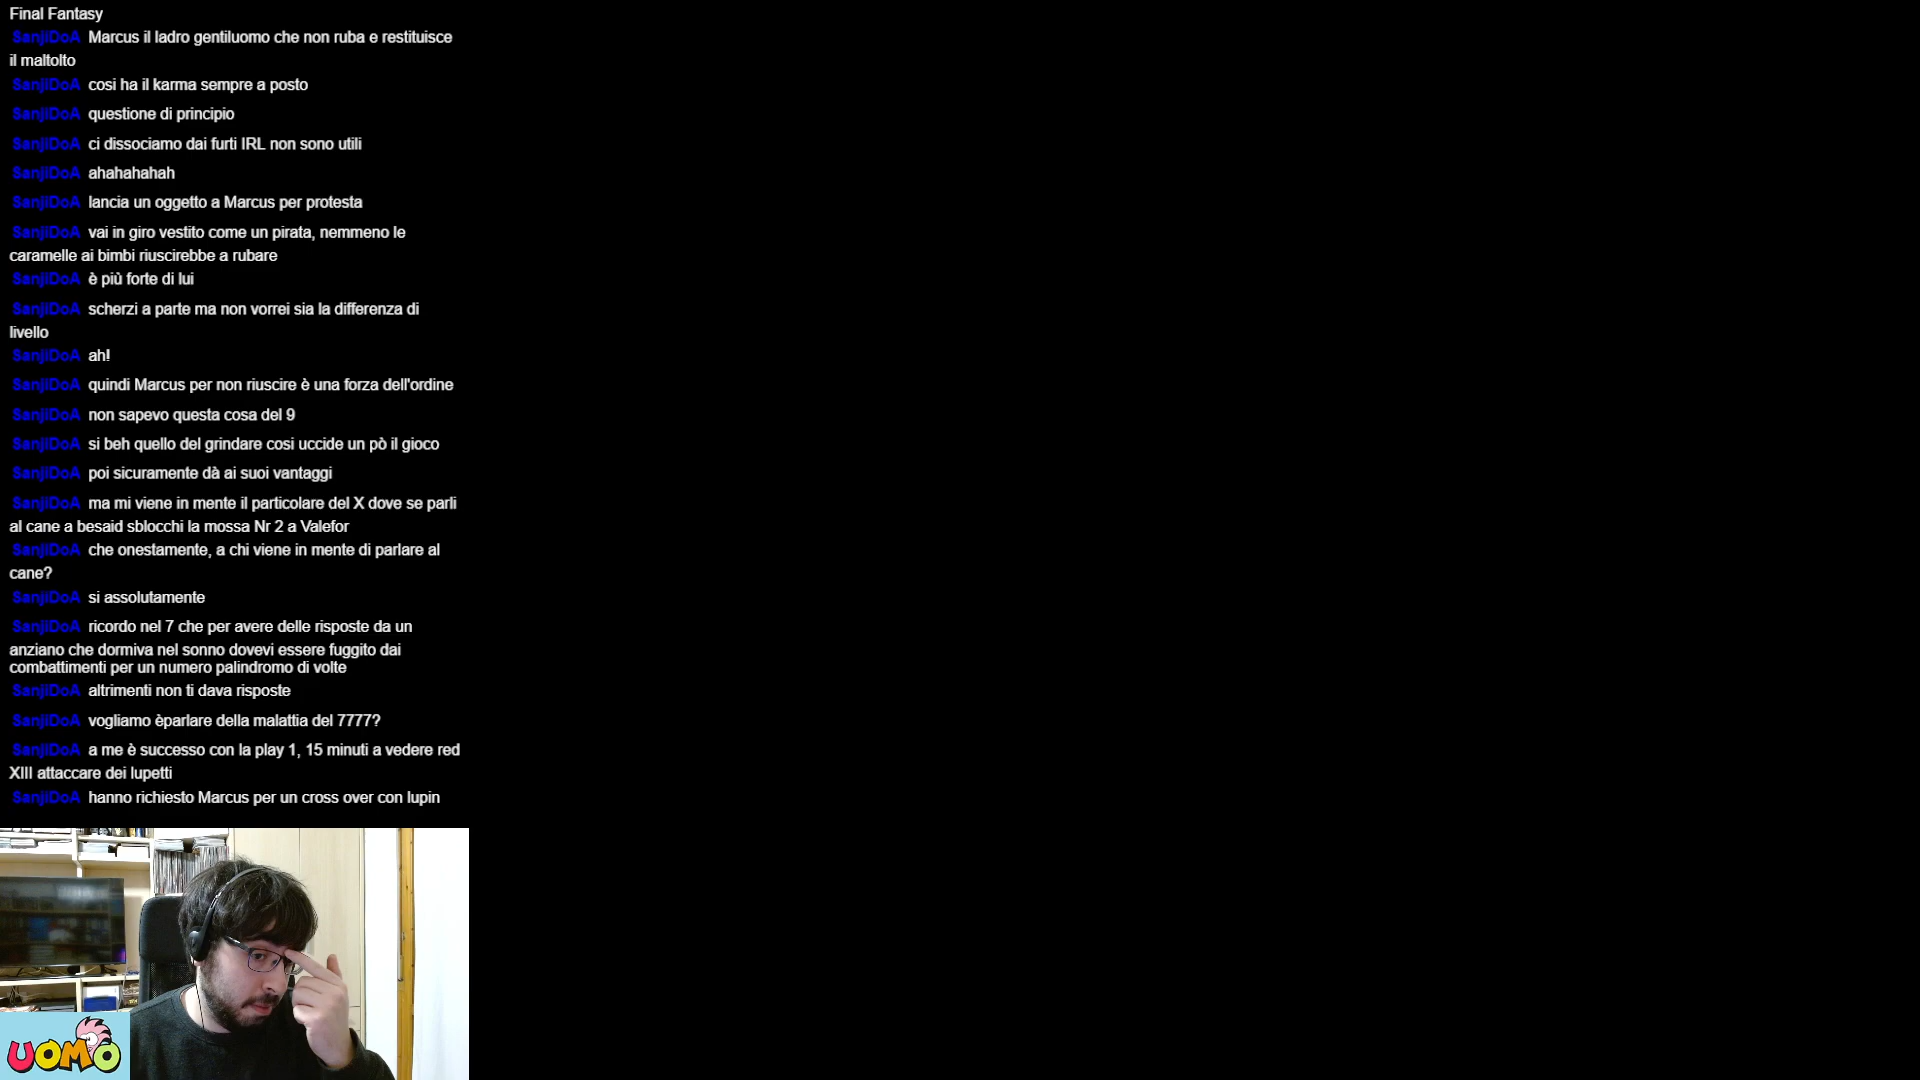 Final Fantasy
SanjiDoA Marcus il ladro gentiluomo che non ruba e restituisce
il maltolto
SanjiDoA cosi ha il karma sempre a posto
SanjiDoA questione di principio
SanjiDoA ci dissociamo dai furti IRL non sono utili
SanjiDoA ahahahahah
SanjiDoA lancia un oggetto a Marcus per protesta
SanjiDoA vai in giro vestito come un pirata, nemmeno le
caramelle ai bimbi riuscirebbe a rubare
SanjiDoA è più forte di lui
SanjiDoA scherzi a parte ma non vorrei sia la differenza di
livello
SanjiDoA ah!
SanjiDoA quindi Marcus per non riuscire è una forza dell'ordine
SanjiDoA non sapevo questa cosa del 9
SanjiDoA si beh quello del grindare cosi uccide un pò il gioco
SanjiDoA poi sicuramente dà ai suoi vantaggi
SanjiDoA ma mi viene in mente il particolare del X dove se parli
al cane a besaid sblocchi la mossa Nr 2 a Valefor
SanjiDoA che onestamente, a chi viene in mente di parlare al
cane?
SanjiDoA si assolutamente
SanjiDoA ricordo nel 7 che per avere delle risposte da un
anziano che dormiva nel sonno dovevi essere fuggito dai
combattimenti per un numero palindromo di volte
SanjiDoA altrimenti non ti dava risposte
SanjiDoA vogliamo èparlare della malattia del 7777?
SanjiDoA a me è successo con la play 1, 15 minuti a vedere red
XIII attaccare dei lupetti
SanjiDoA hanno richiesto Marcus per un cross over con lupin
UOMO